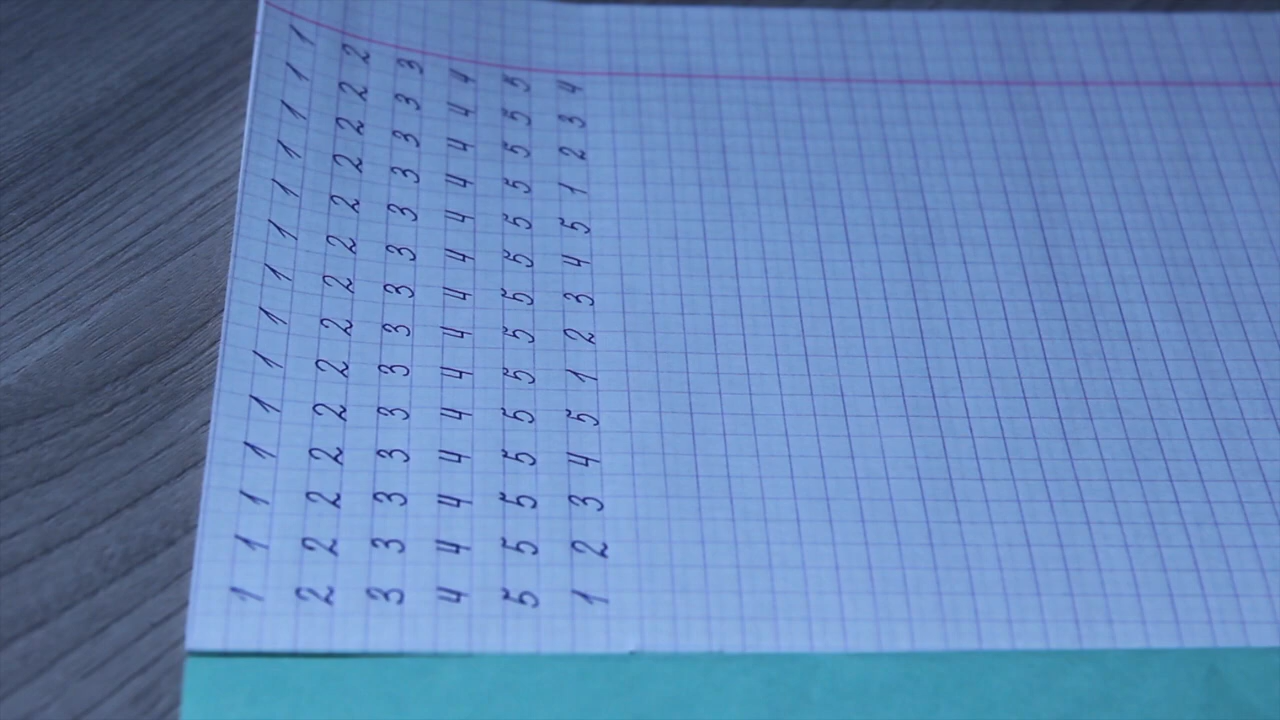 1 1 1 1 1 1 1 1 1 1 1 1 1 1
2 2 2 2 2 2 2 2 2 2 2 2 2 2
3 3 3 3 3 3 3 3 3 3 3 3 3 3
4 4 4 4 4 4 4 4 4 4 4 4 4 4
5 5 5 5 5 5 5 5 5 5 5 5 5 5
1 2 3 4 5 1 2 3 4 5 1 2 3 4